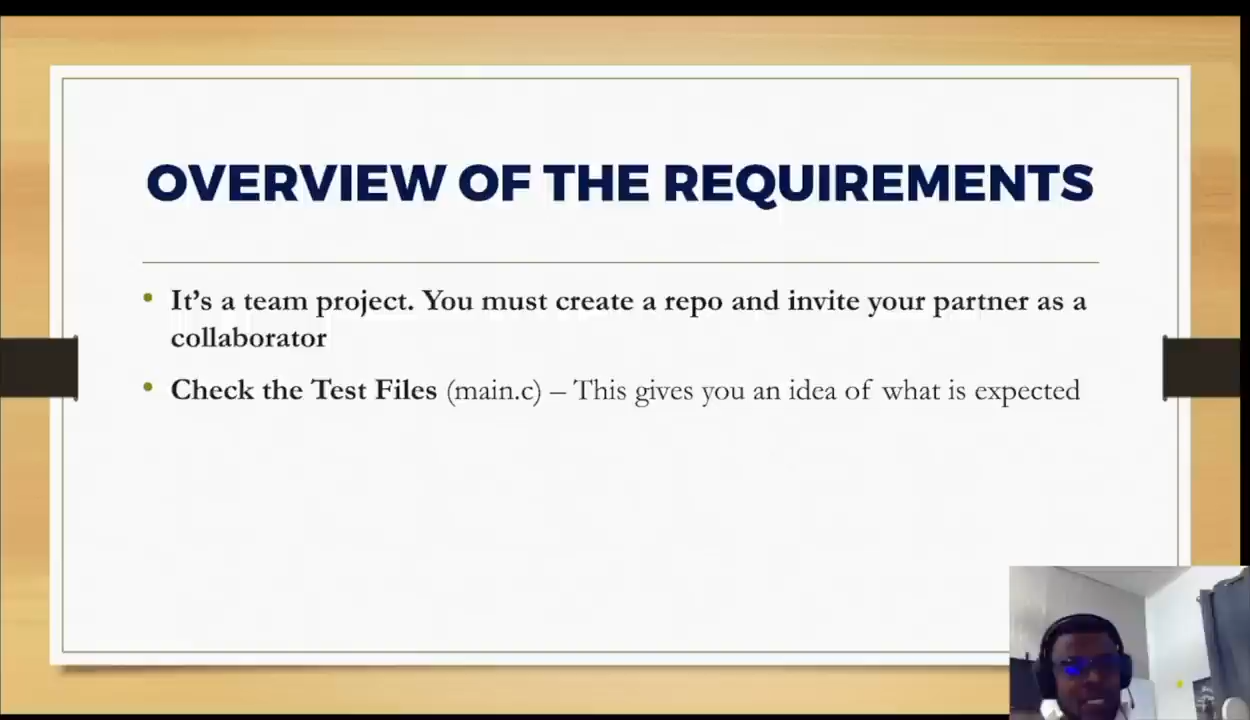 OVERVIEW OF THE REQUIREMENTS
• It's a team project. You must create a repo and invite your partner as a
collaborator
• Check the Test Files (main.c) – This gives you an idea of what is expected